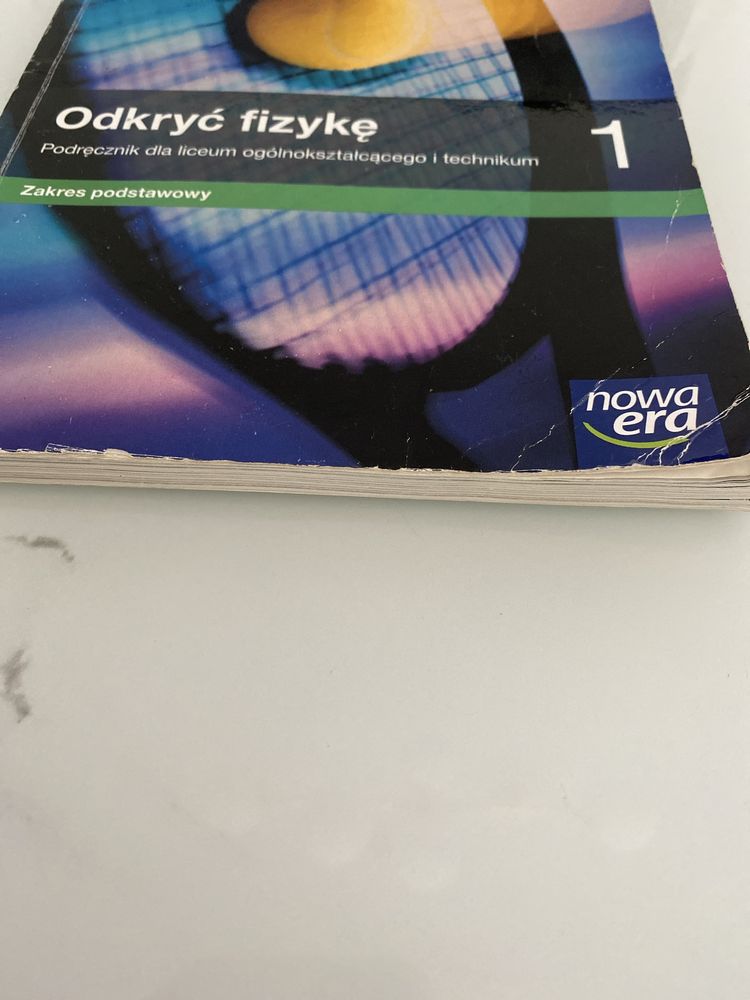 Odkryć fizykę
1
Podręcznik dla liceum ogólnokształcącego i technikum
Zakres podstawowy
nowa
era